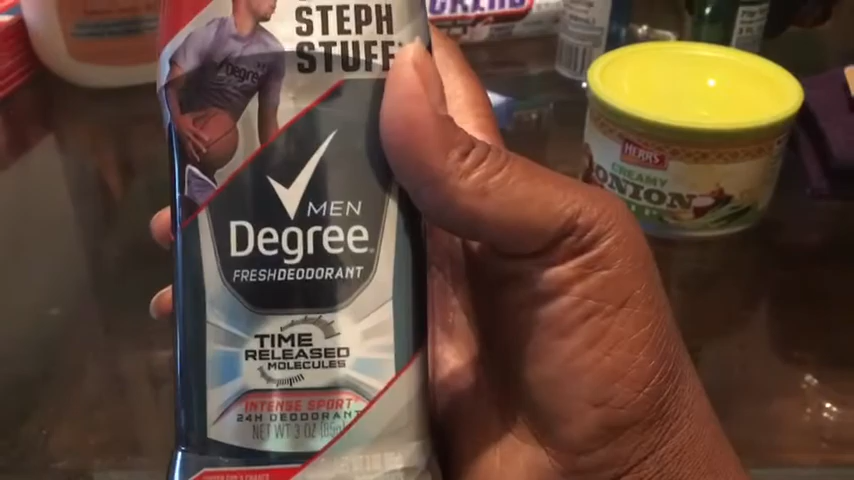 STEPH
STUFF
Degree
MEN
Degree
FRESHDEODORANT
TIME
RELEASED
MOLECULES
INTENSE SPORT
24H DEODORANT
NET WT 3 OZ (85g)
HERR'S
CREAMY
ONION